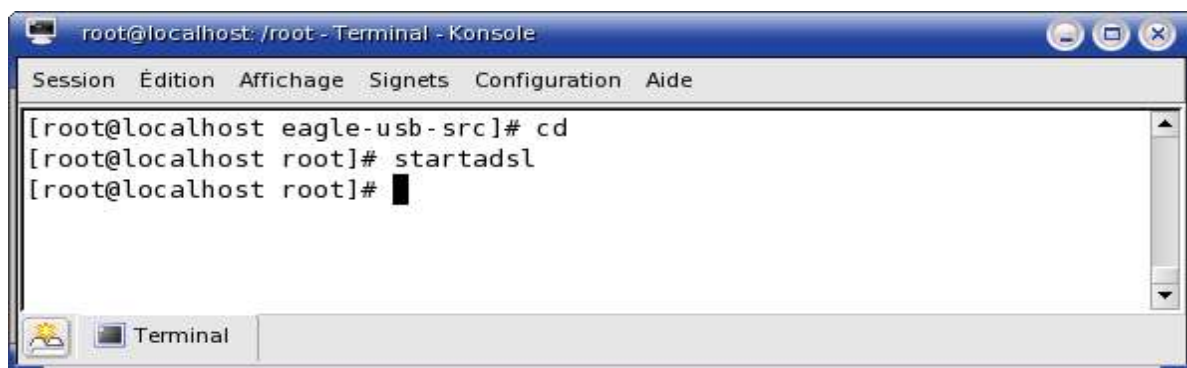 root@localhost: /root - Terminal - Konsole
Session Édition Affichage Signets Configuration Aide
[root@localhost eagle-usb-src]# cd
[root@localhost root]# startadsl
[root@localhost root]#
Terminal